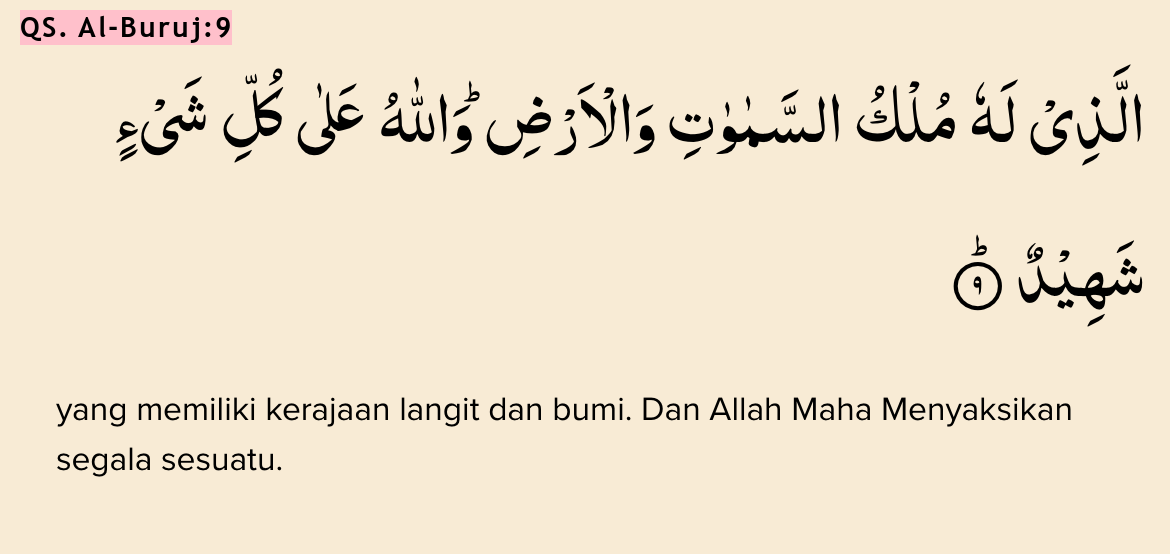 QS. Al-Buruj:9
الَّذِيْ لَهٗ مُلْكُ السَّمٰوٰتِ وَالْاَرْضِ ۗوَاللّٰهُ عَلٰى كُلِّ شَيْءٍ
شَهِيْدٌ ۗ ٩
yang memiliki kerajaan langit dan bumi. Dan Allah Maha Menyaksikan
segala sesuatu.